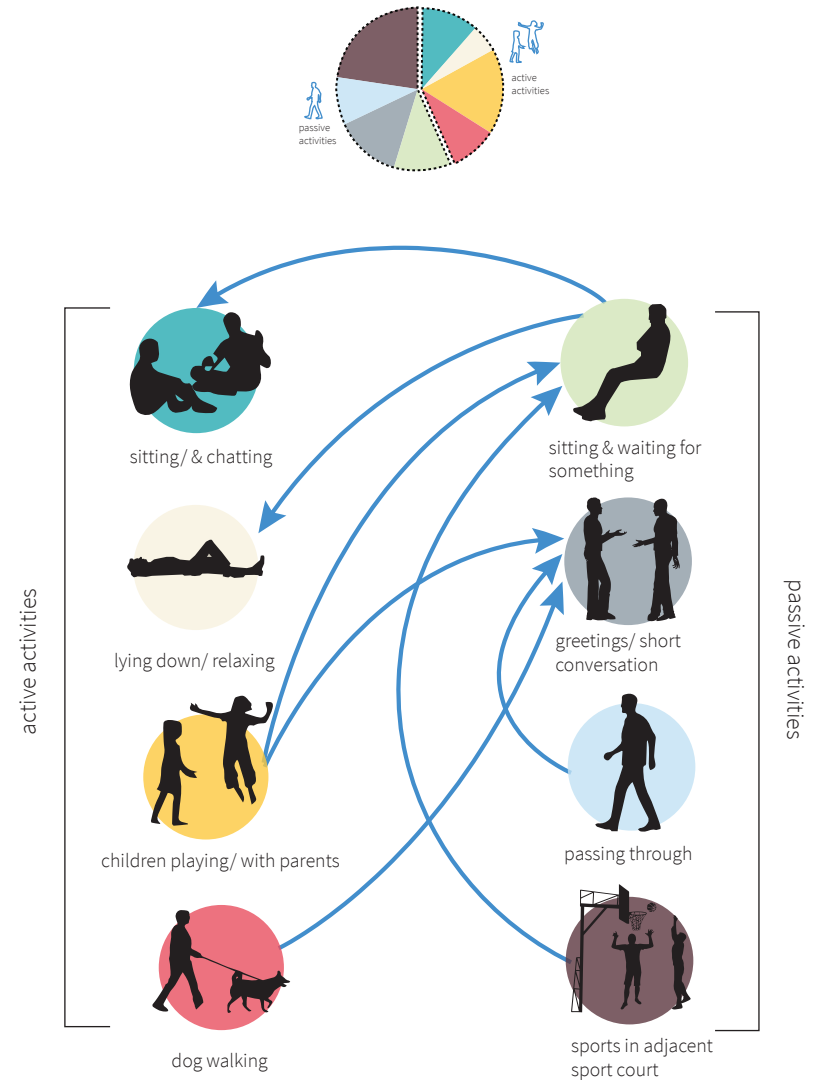 active
activities
passive
activities
sitting/ & chatting
sitting & waiting for
something
lying down/ relaxing
greetings/ short
conversation
active activities
passive activities
children playing/ with parents
passing through
dog walking
sports in adjacent
sport court